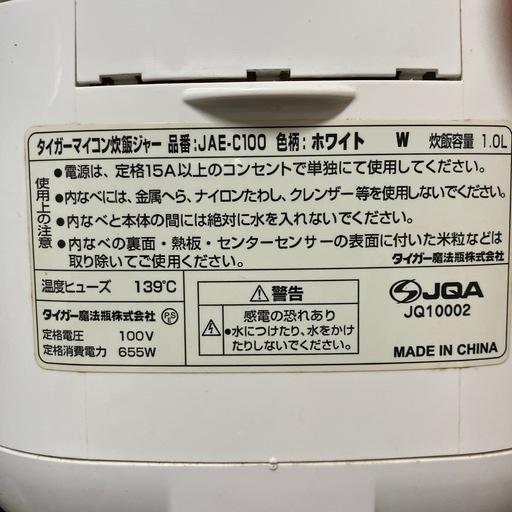 タイガーマイコン炊飯ジャー 品番:JAE-C100 色柄:ホワイト W 炊飯容量 1.0L
使用上の注意
●電源は、定格15A以上のコンセントで単独にて使用してください。
●内なべには、金属へら、ナイロンたわし、クレンザー等を使用しないでください。
●内なべと本体の間には絶対に水を入れないでください。
●内なべの裏面・熱板・センターセンサーの表面に付いた米粒などは
取り除いてご使用ください。
タイガー魔法瓶株式会社
温度ヒューズ 139℃
タイガー魔法瓶株式会社 PS
定格電圧 100V
定格消費電力 655W
⚠警告
感電の恐れあり
●水につけたり、水をかけ
たりしないでください。
JQA
JQ10002
MADE IN CHINA